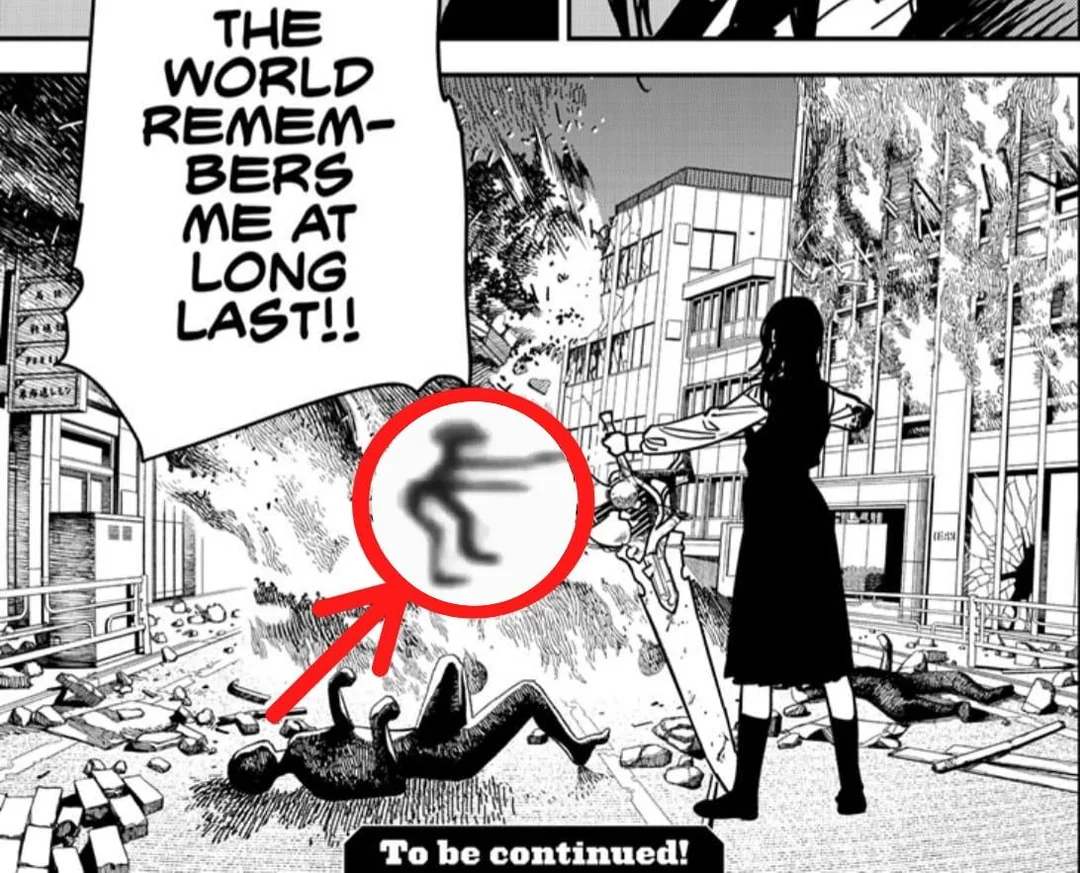 THE
WORLD
REMEM-
BERS
ME AT
LONG
LAST!!
To be continued!